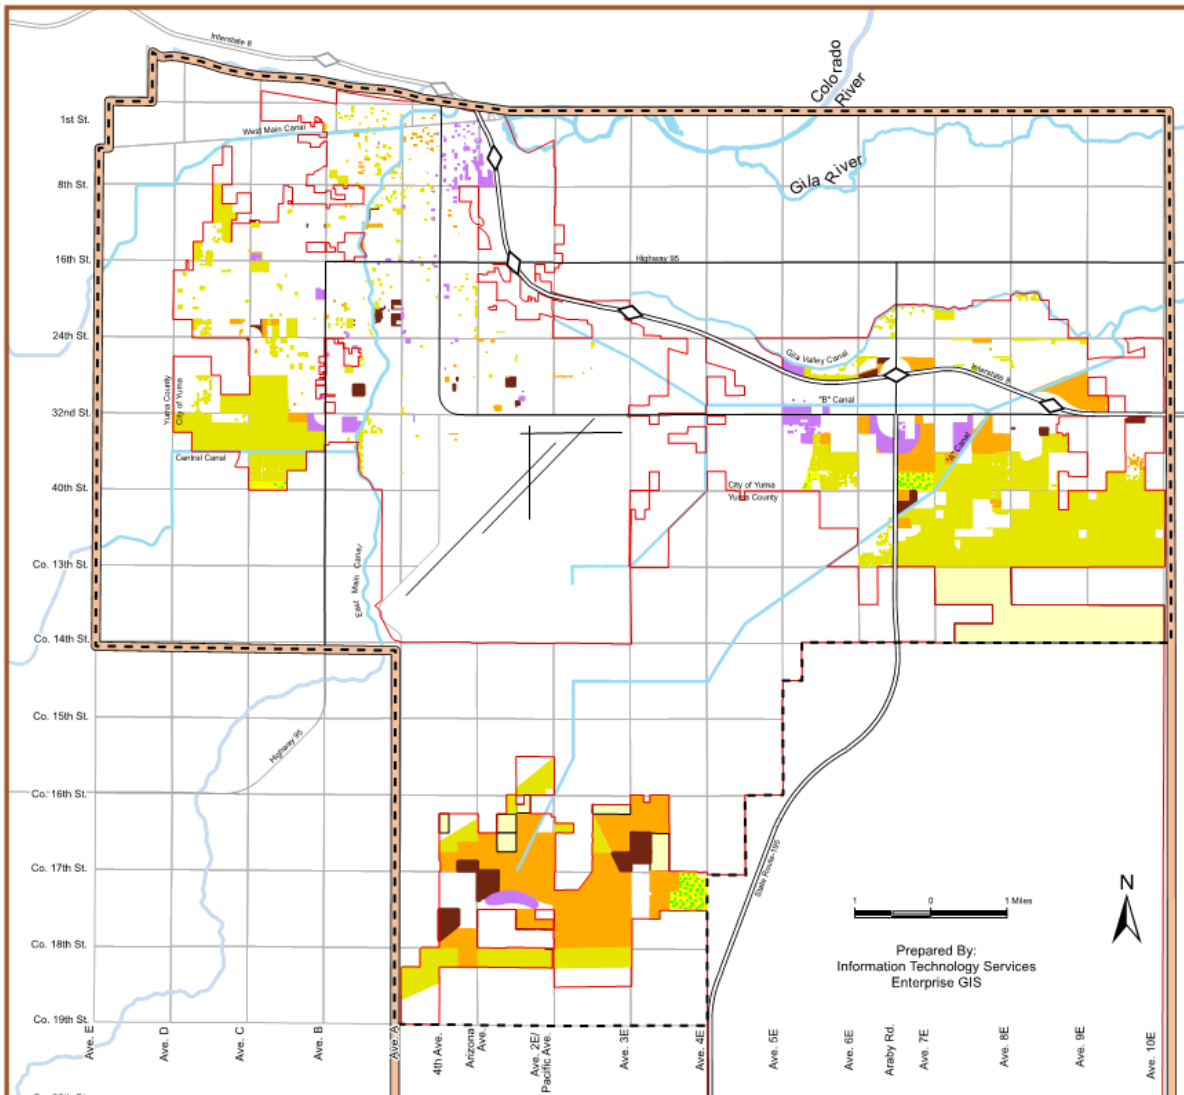 Interstate 8
Colorado
River
1st St.
West Main Canal
Gila River
8th St.
16th St.
Highway 95
24th St.
Gila Valley Canal
Interstate 8
Yuma County
City of Yuma
"B" Canal
32nd St.
"A" Canal
Central Canal
40th St.
City of Yuma
Yuma County
East Main Canal
Co. 13th St.
Co. 14th St.
Co. 15th St.
Highway 95
Co. 16th St.
Co. 17th St.
State Route-195
N
1 0 1 Miles
Co. 18th St.
Prepared By:
Information Technology Services
Enterprise GIS
Co. 19th St.
Ave. E
Ave. D
Ave. C
Ave. B
Ave. A
4th Ave.
Arizona
Ave.
Ave. 2E/
Pacific Ave.
Ave. 3E
Ave. 4E
Ave. 5E
Ave. 6E
Araby Rd.
Ave. 7E
Ave. 8E
Ave. 9E
Ave. 10E